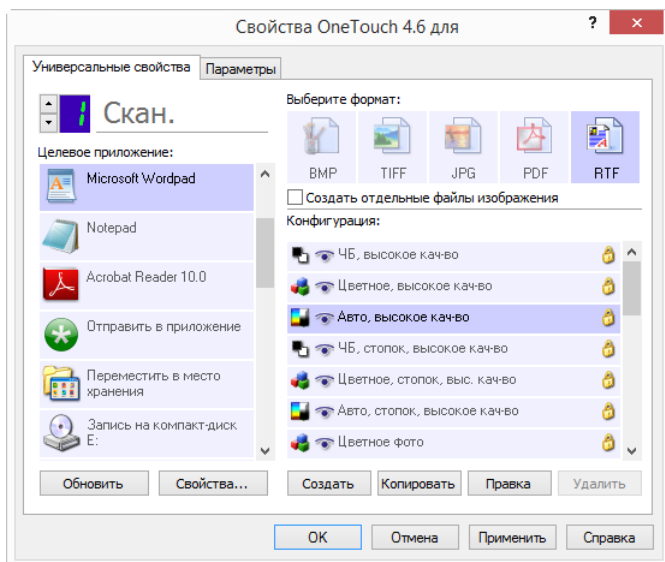 Свойства OneTouch 4.6 для
?
Универсальные свойства
Параметры
1
Скан.
Целевое приложение:
Microsoft Wordpad
Notepad
Acrobat Reader 10.0
Отправить в приложение
Переместить в место
хранения
Запись на компакт-диск
E:
Обновить
Свойства...
Выберите формат:
BMP
TIFF
JPG
PDF
RTF
Создать отдельные файлы изображения
Конфигурация:
ЧБ, высокое кач-во
Цветное, высокое кач-во
Авто, высокое кач-во
ЧБ, стопок, высокое кач-во
Цветное, стопок, выс. кач-во
Авто, стопок, высокое кач-во
Цветное фото
Создать
Копировать
Правка
Удалить
OK
Отмена
Применить
Справка